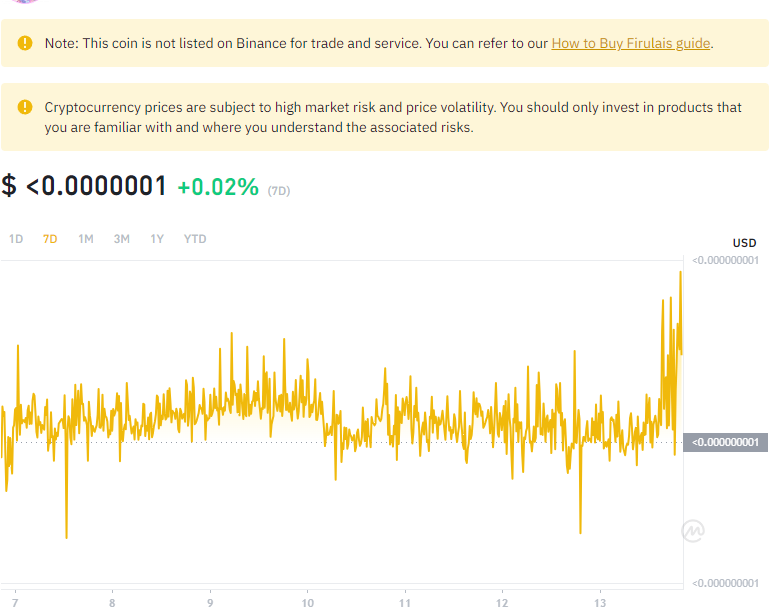 Note: This coin is not listed on Binance for trade and service. You can refer to our How to Buy Firulais guide.
Cryptocurrency prices are subject to high market risk and price volatility. You should only invest in products that
you are familiar with and where you understand the associated risks.
$ <0.0000001 +0.02% (7D)
1D 7D 1M 3M 1Y YTD
USD
<0.000000001
<0.000000001
<0.000000001
7 8 9 10 11 12 13